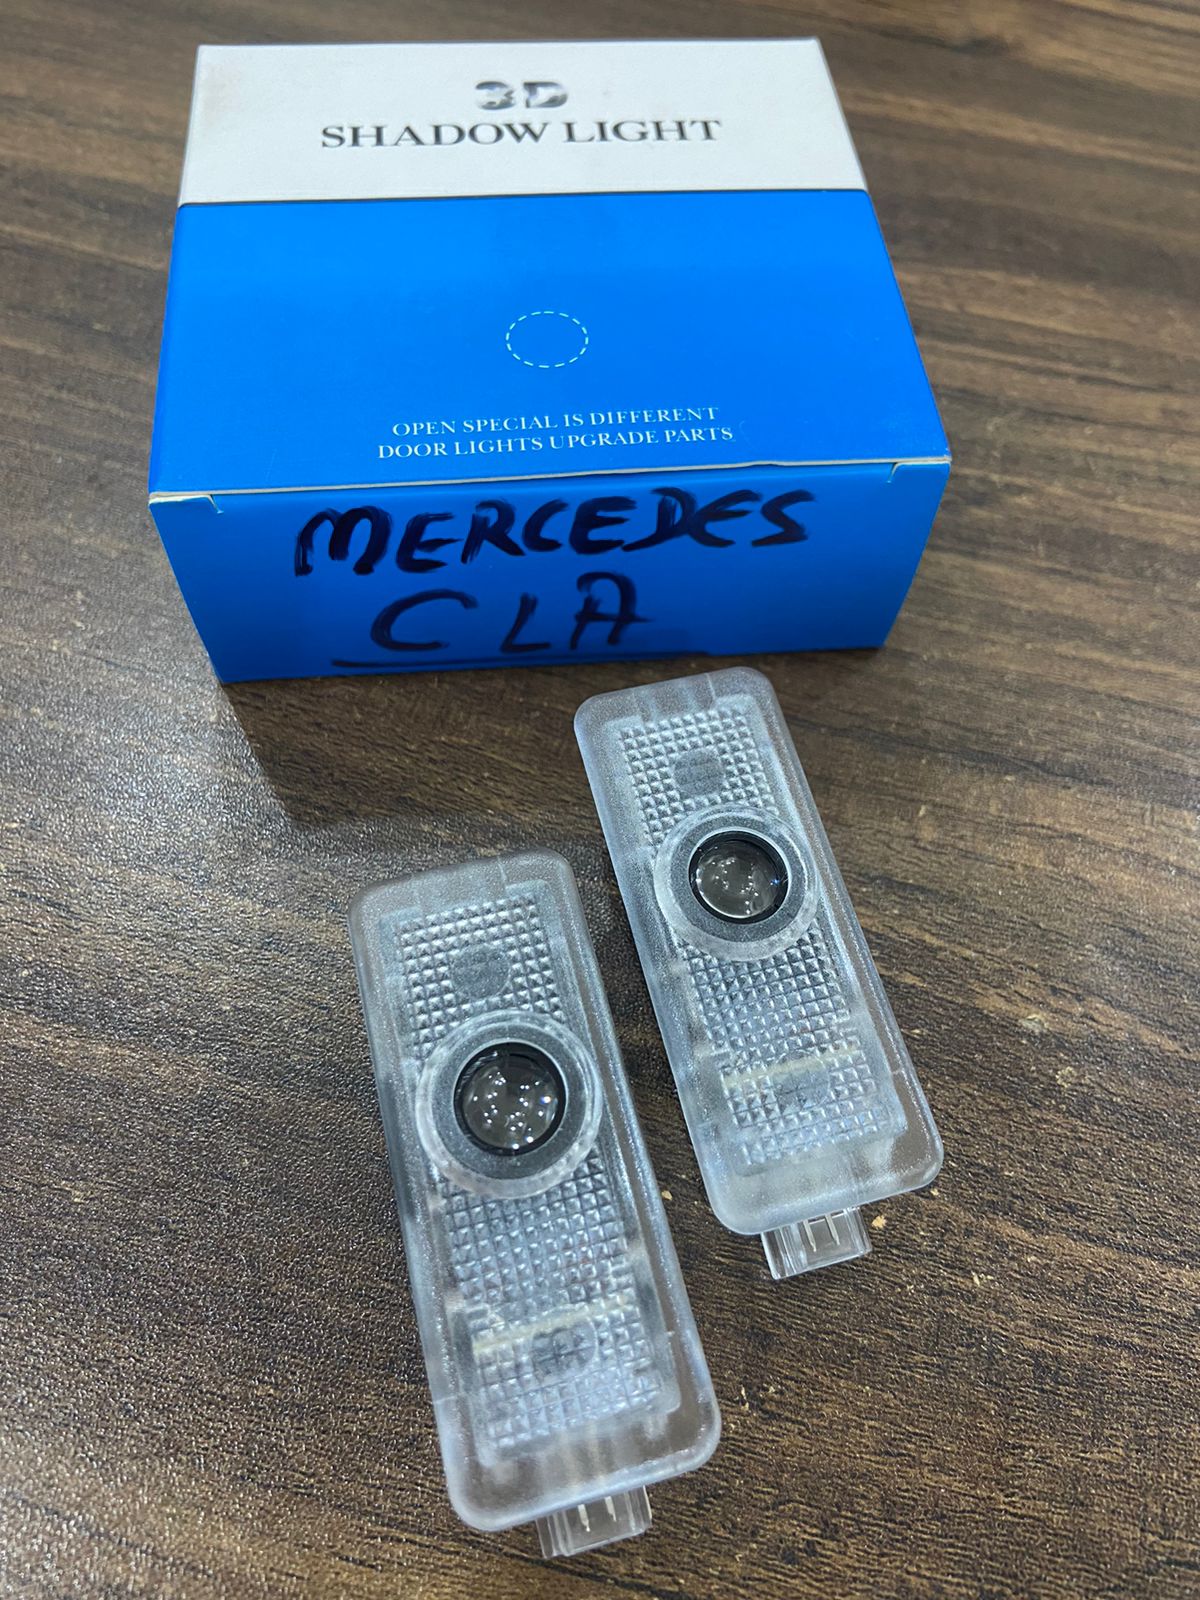 3D
SHADOW LIGHT
OPEN SPECIAL IS DIFFERENT
DOOR LIGHTS UPGRADE PARTS
MERCEDES
CLA